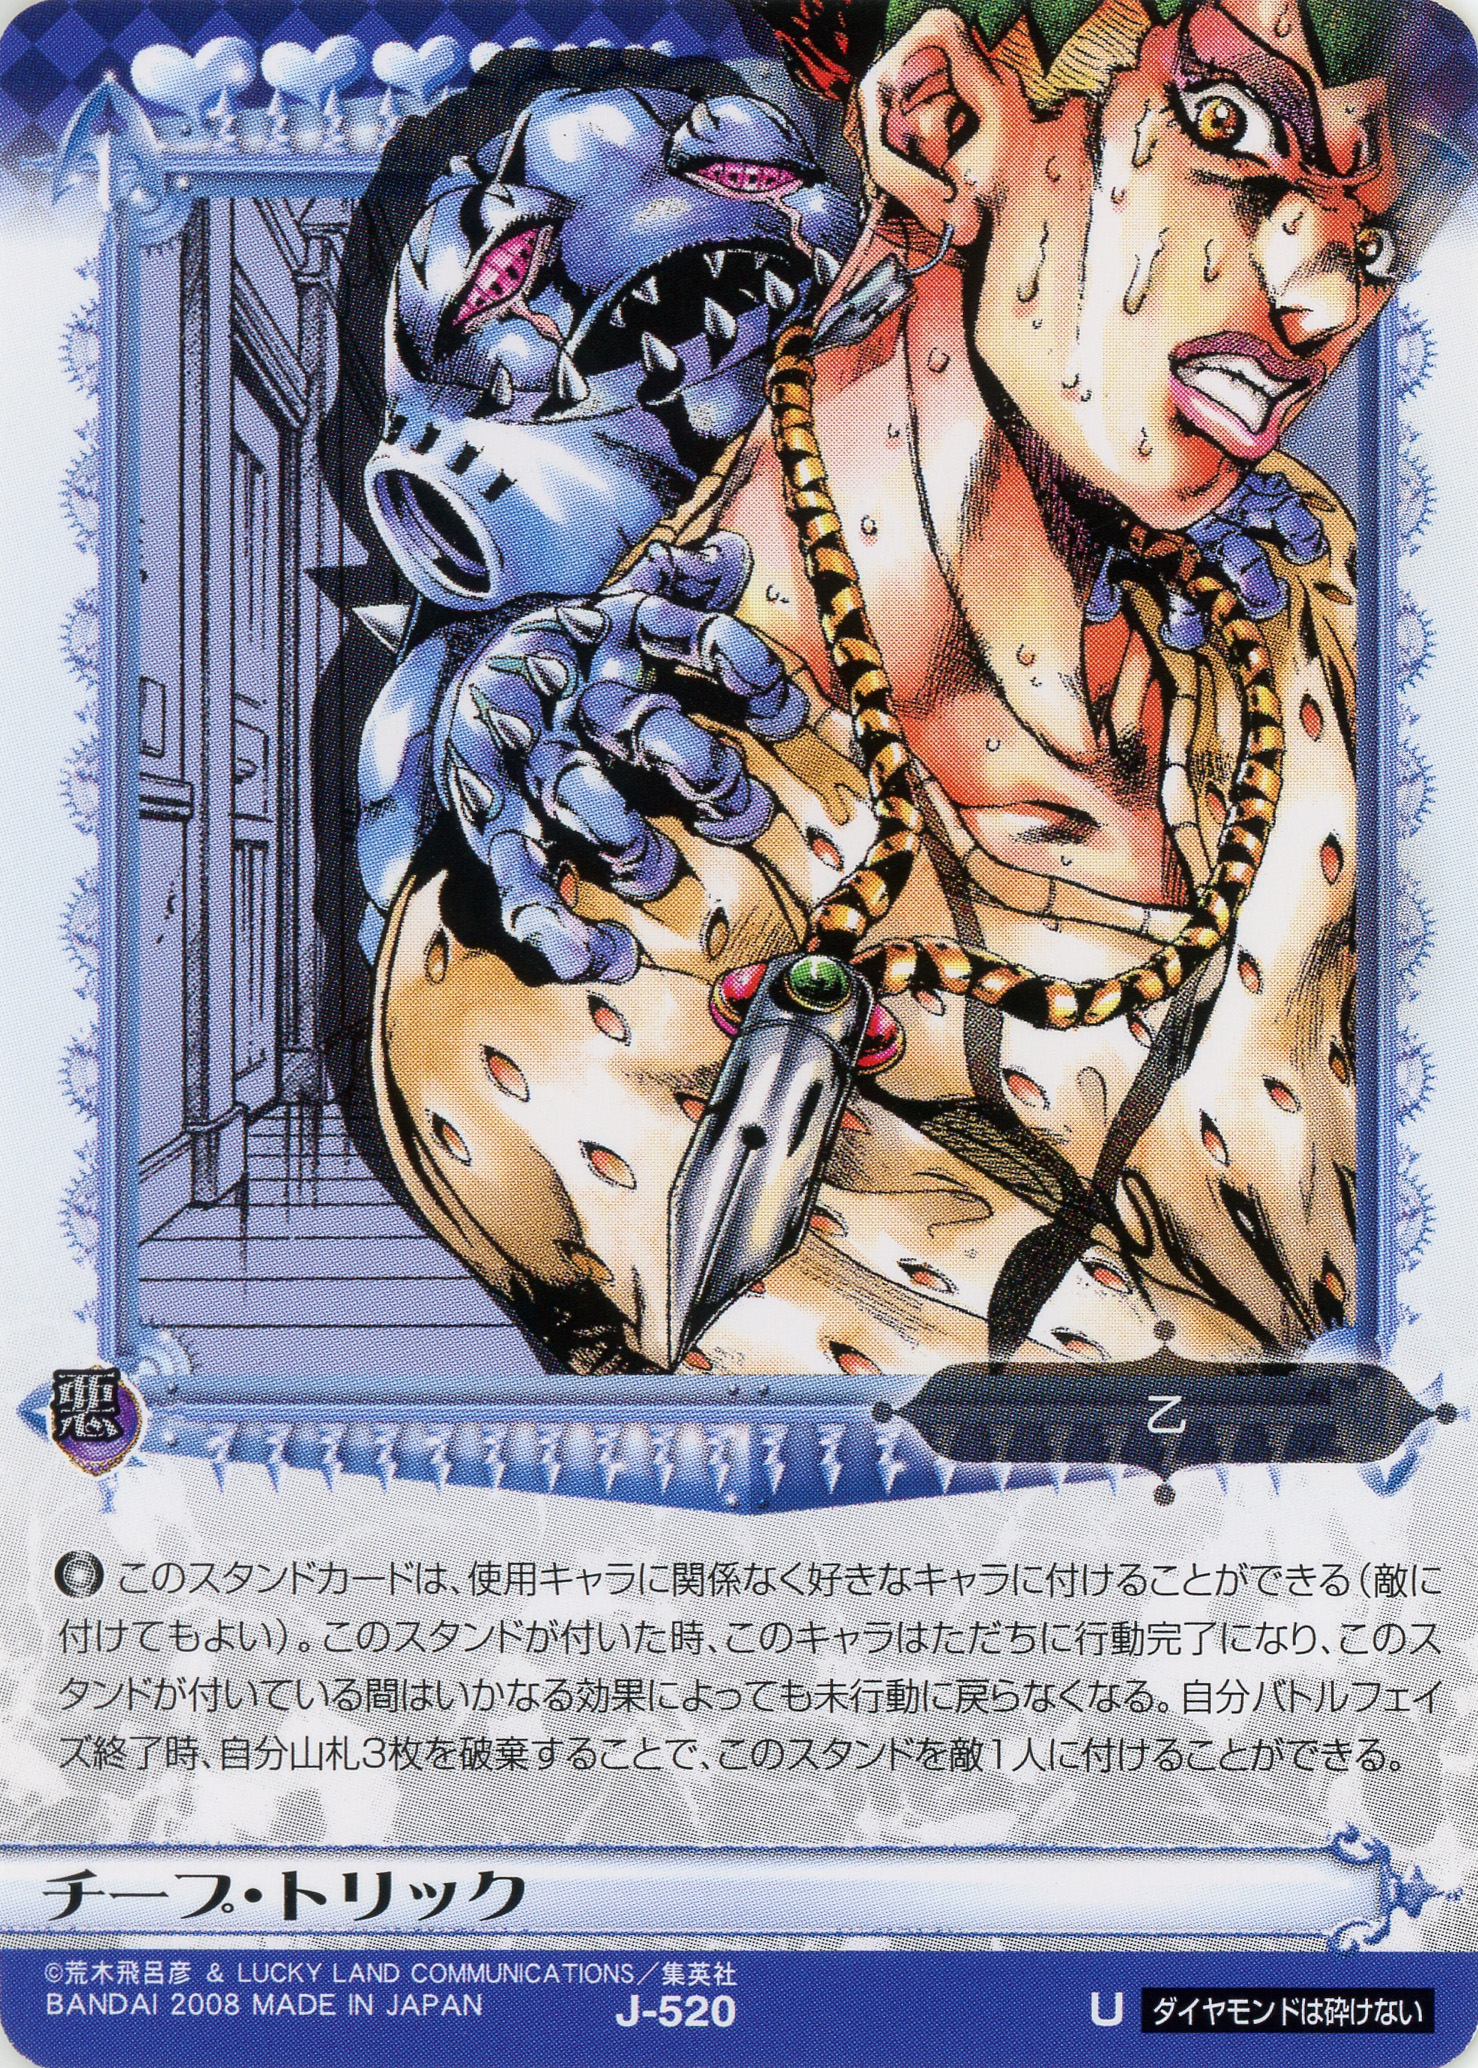 1
悪
乙
◎このスタンドカードは、使用キャラに関係なく好きなキャラに付けることができる(敵に
付けてもよい)。このスタンドが付いた時、このキャラはただちに行動完了になり、このス
タンドが付いている間はいかなる効果によっても未行動に戻らなくなる。自分バトルフェイ
ズ終了時、自分山札3枚を破棄することで、このスタンドを敵1人に付けることができる。
チープ・トリック
©荒木飛呂彦 & LUCKY LAND COMMUNICATIONS/集英社
BANDAI 2008 MADE IN JAPAN
J-520
U ダイヤモンドは砕けない